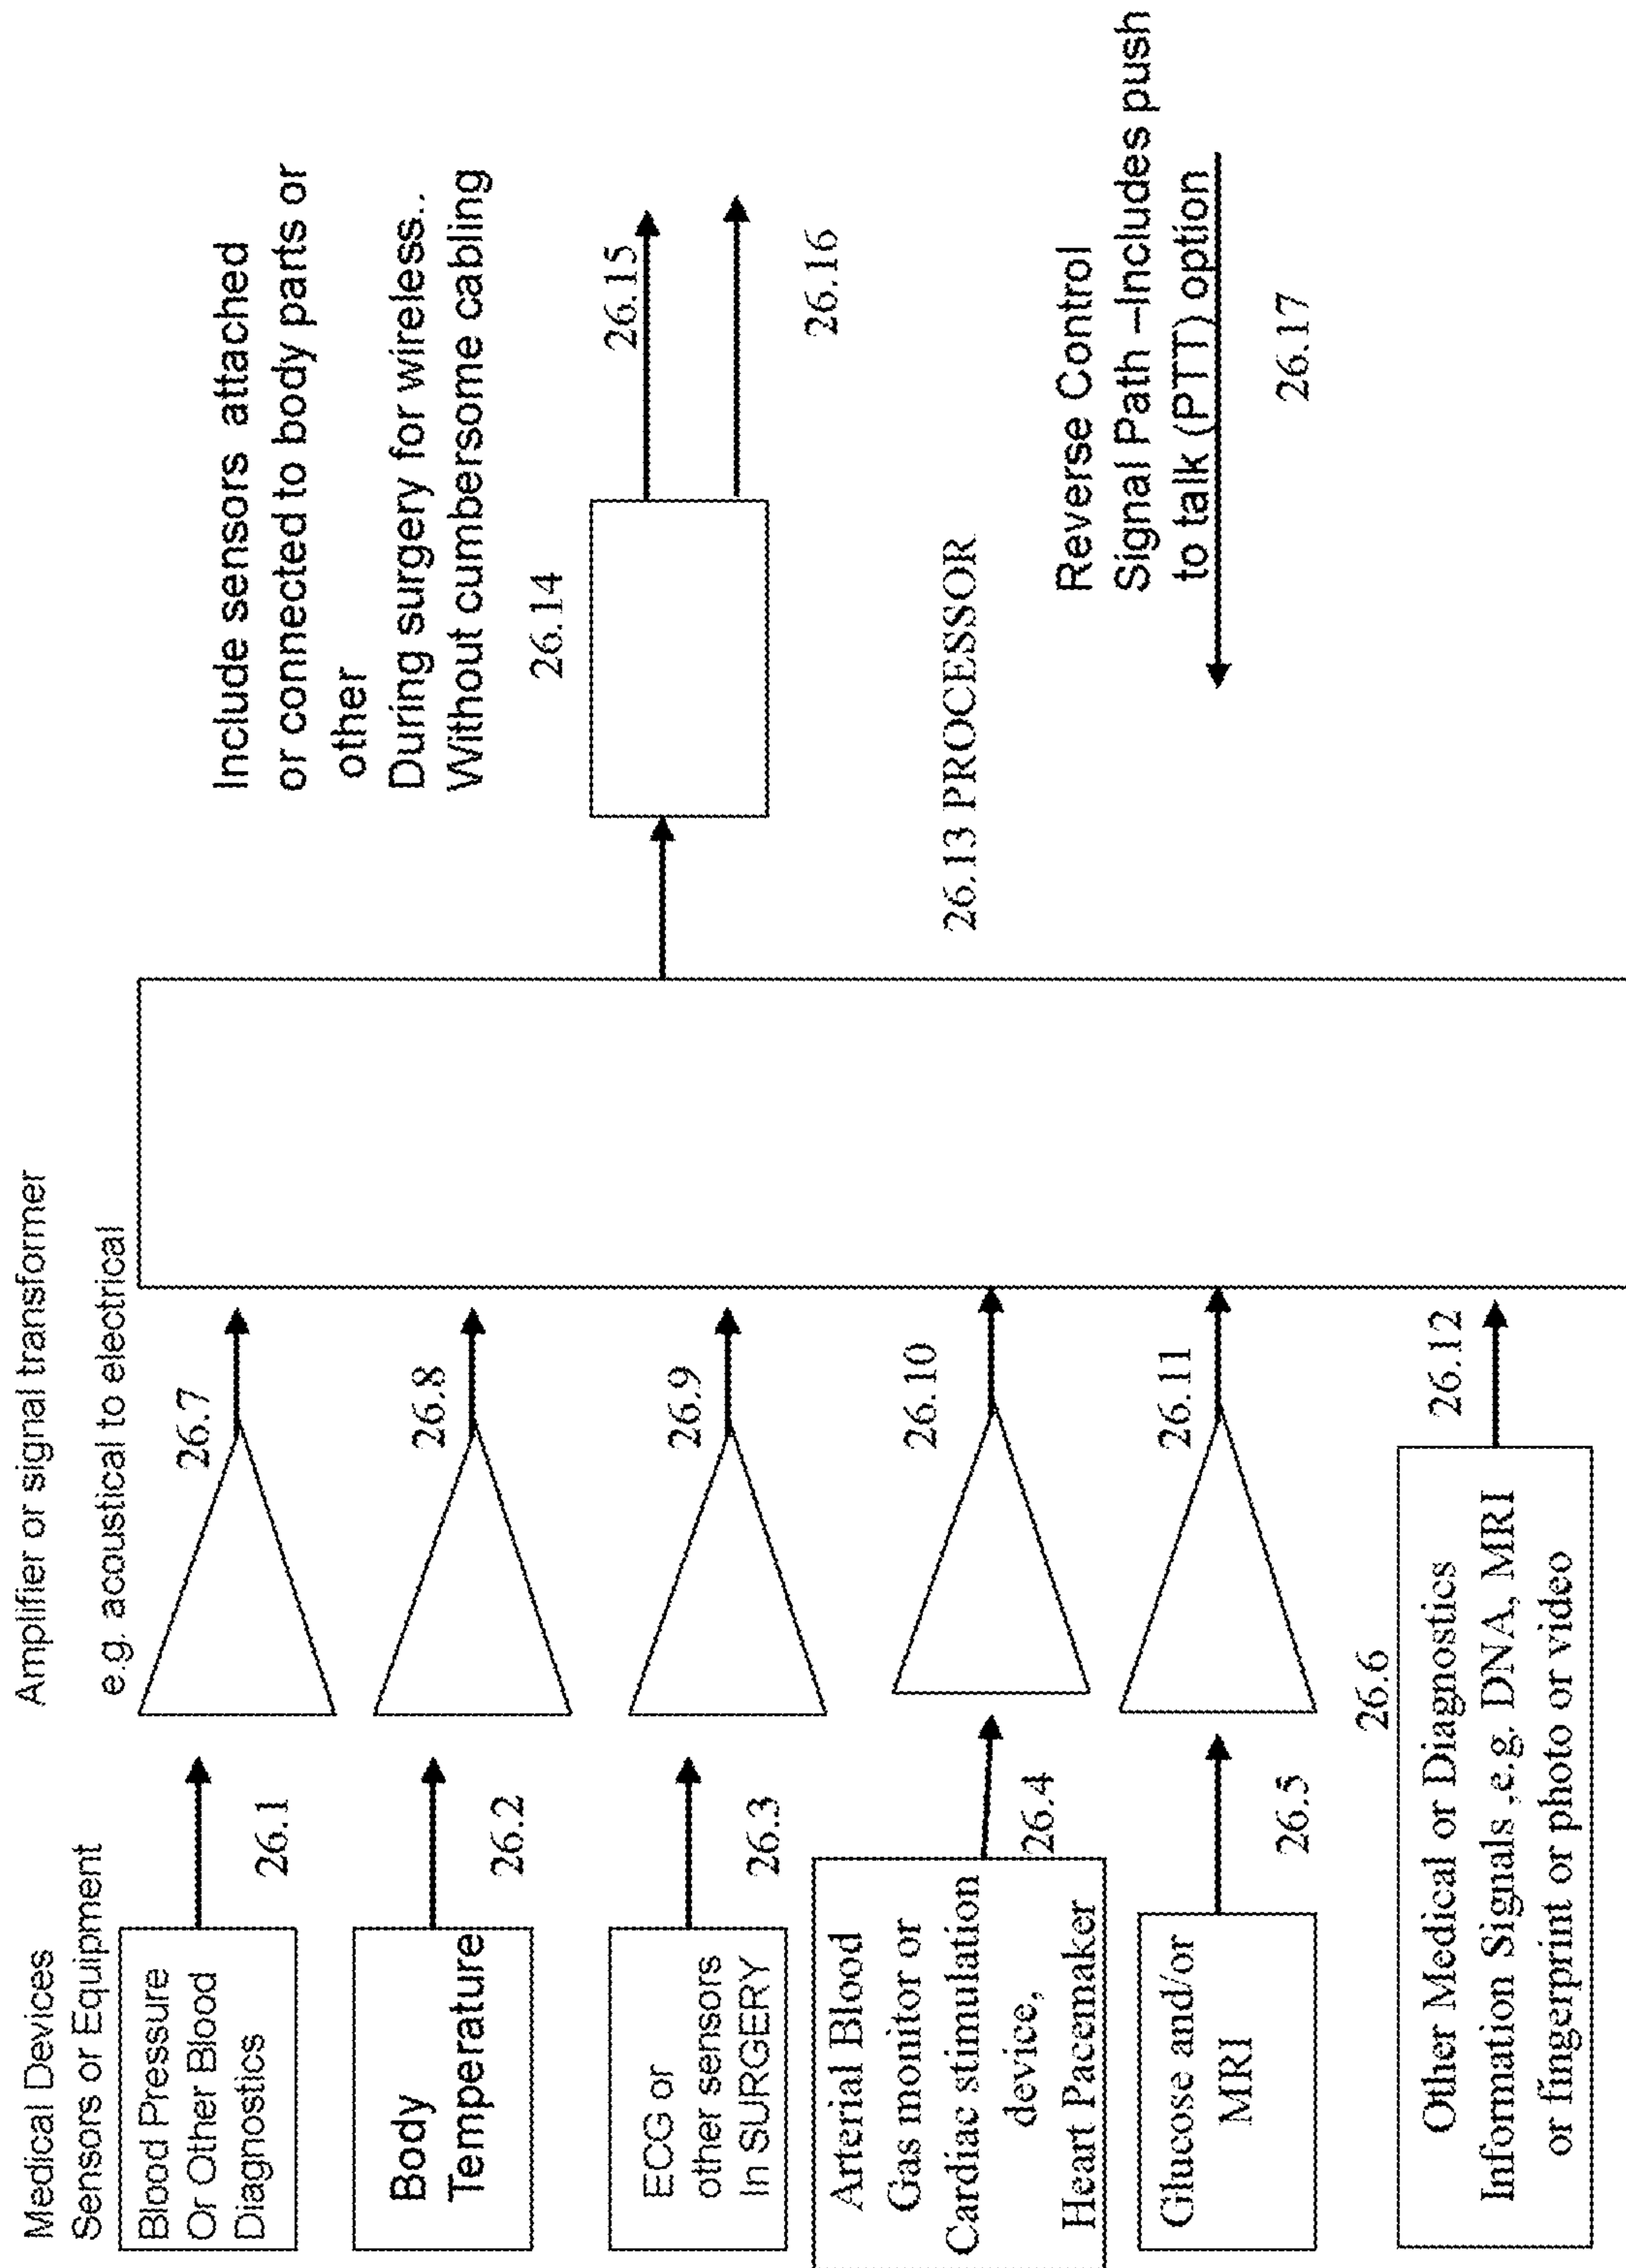 Medical Devices
Sensors or Equipment
Amplifier or signal transformer
e.g. acoustical to electrical
Blood Pressure
Or Other Blood
Diagnostics
26.1
26.7
Body
Temperature
26.2
26.8
ECG or
other sensors
In SURGERY
26.3
26.9
Arterial Blood
Gas monitor or
Cardiac stimulation
device,
Heart Pacemaker
26.4
26.10
Glucose and/or
MRI
26.5
26.11
26.6
Other Medical or Diagnostics
Information Signals ,e.g. DNA, MRI
or fingerprint or photo or video
26.12
Include sensors attached
or connected to body parts or
other
During surgery for wireless..
Without cumbersome cabling
26.14
26.15
26.16
26.13 PROCESSOR
Reverse Control
Signal Path –Includes push
to talk (PTT) option
26.17